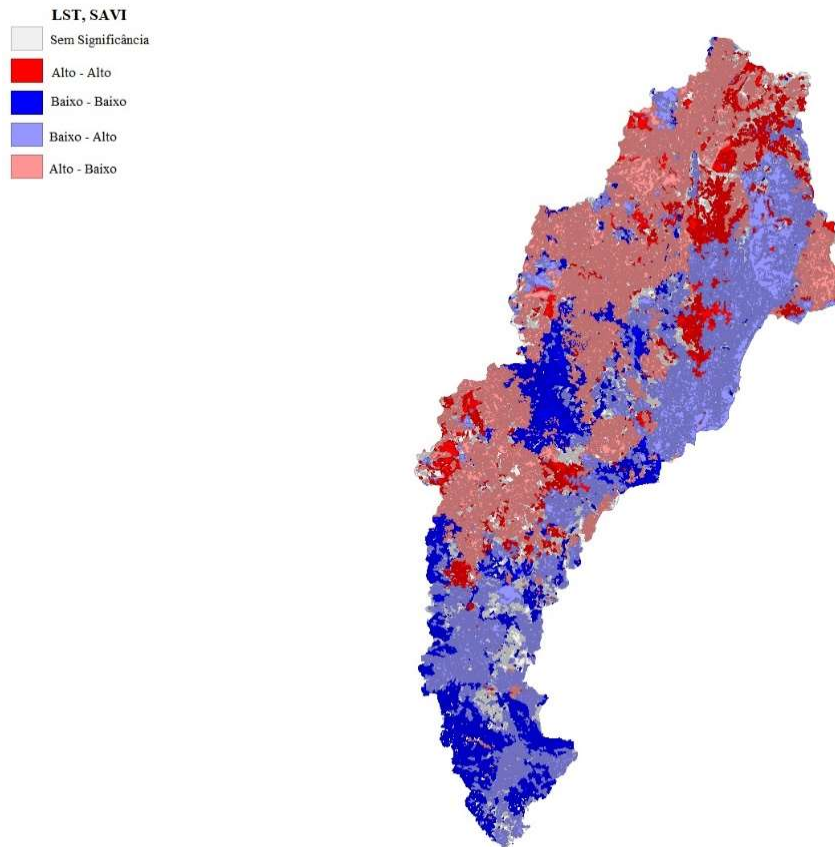 LST, SAVI
Sem Significância
Alto - Alto
Baixo - Baixo
Baixo - Alto
Alto - Baixo